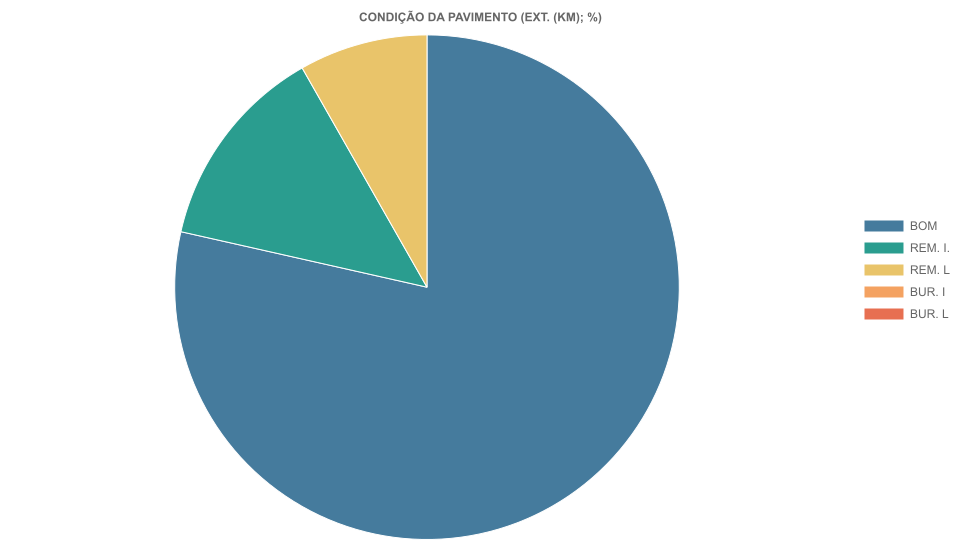 CONDIÇÃO DA PAVIMENTO (EXT. (KM); %)
BOM
REM. I.
REM. L
BUR. I
BUR. L